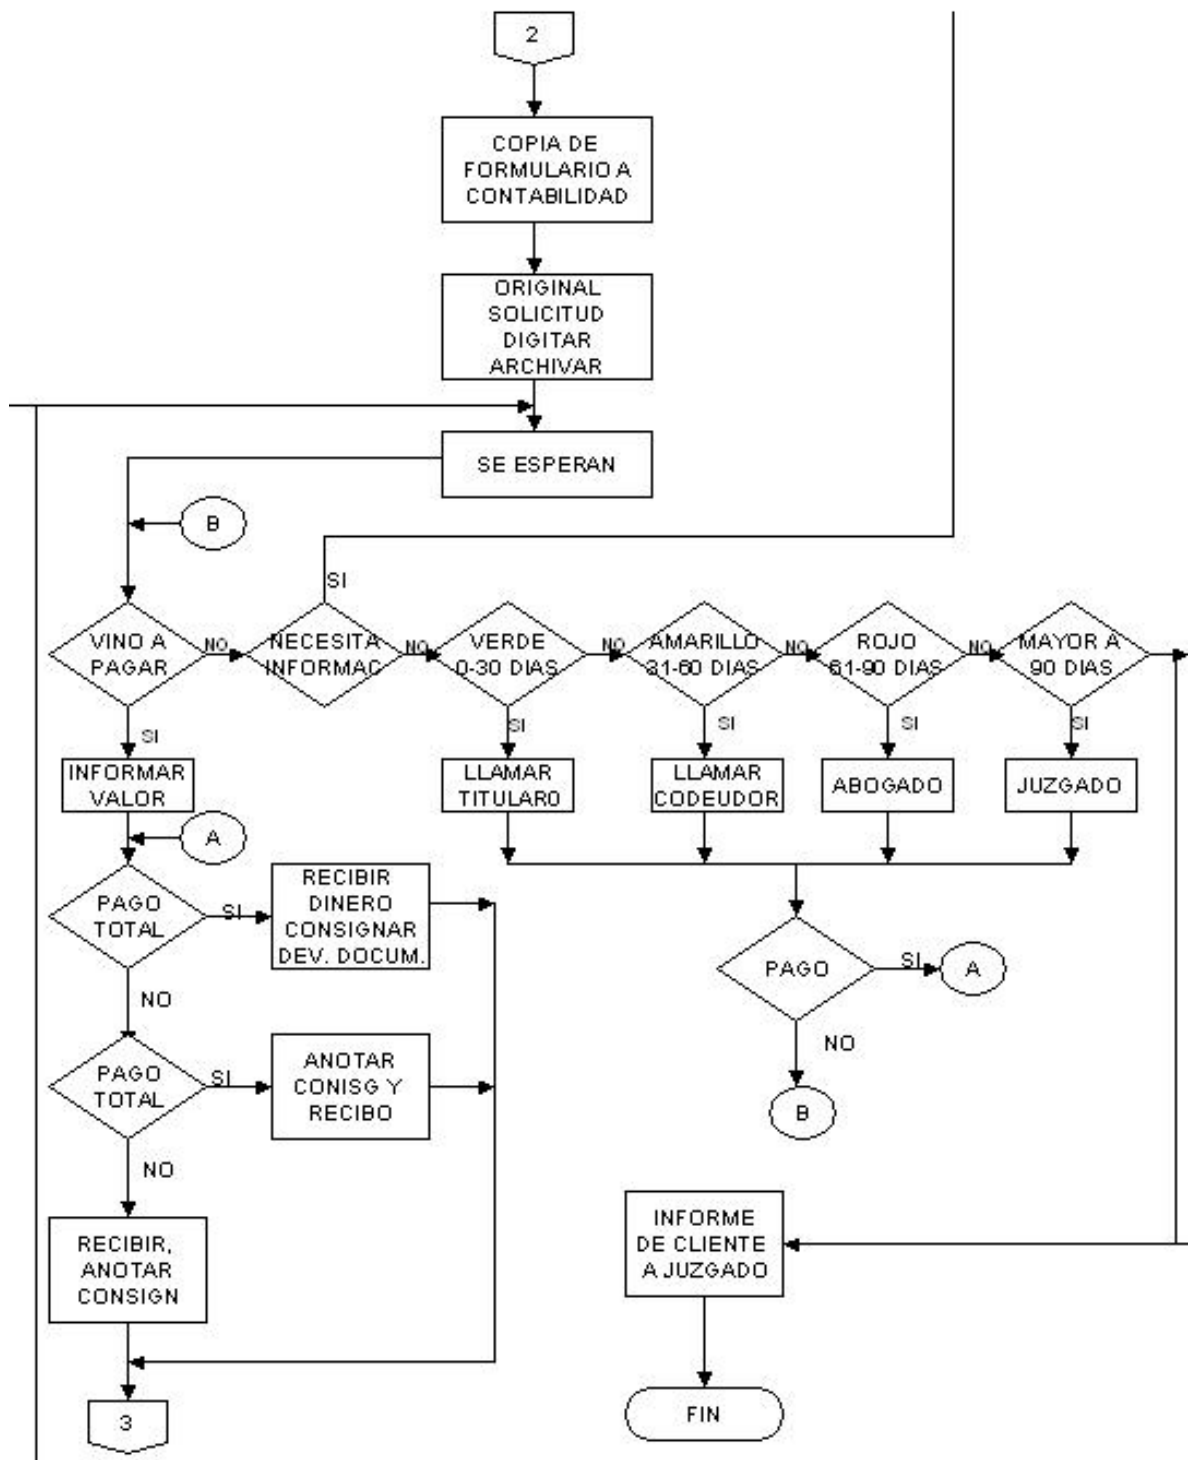 2
COPIA DE
FORMULARIO A
CONTABILIDAD
ORIGINAL
SOLICITUD
DIGITAR
ARCHIVAR
SE ESPERAN
B
SI
VINO A
PAGAR
NO
NECESITA
INFORMAC
NO
VERDE
0-30 DIAS
NO
AMARILLO
31-60 DIAS
NO
ROJO
61-90 DIAS
NO
MAYOR A
90 DIAS
SI
SI
SI
SI
SI
INFORMAR
VALOR
LLAMAR
TITULAR0
LLAMAR
CODEUDOR
ABOGADO
JUZGADO
A
PAGO
TOTAL
SI
RECIBIR
DINERO
CONSIGNAR
DEV. DOCUM.
PAGO
SI
A
NO
NO
PAGO
TOTAL
SI
ANOTAR
CONISG Y
RECIBO
B
NO
RECIBIR,
ANOTAR
CONSIGN
INFORME
DE CLIENTE
A JUZGADO
3
FIN